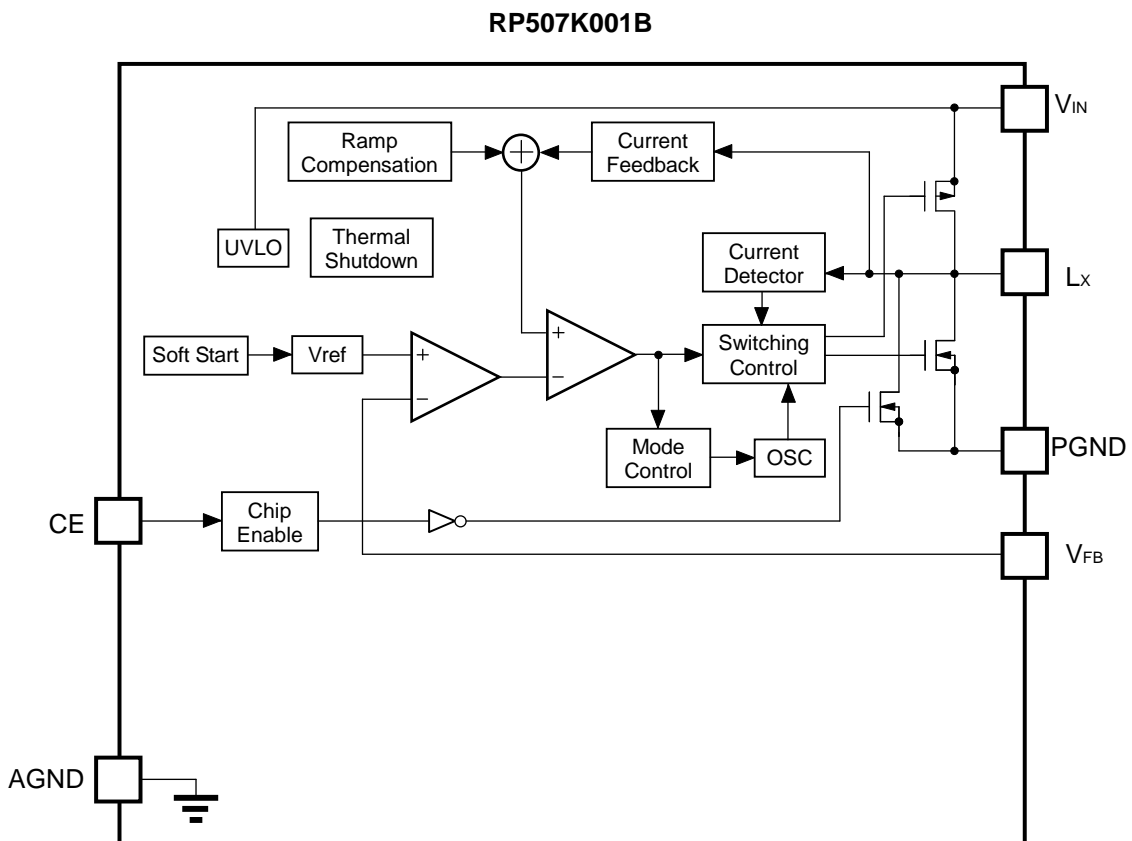 RP507K001B
VIN
Ramp
Compensation
+
Current
Feedback
UVLO
Thermal
Shutdown
Current
Detector
LX
Soft Start
Vref
+
−
+
−
Switching
Control
Mode
Control
OSC
PGND
CE
Chip
Enable
VFB
AGND